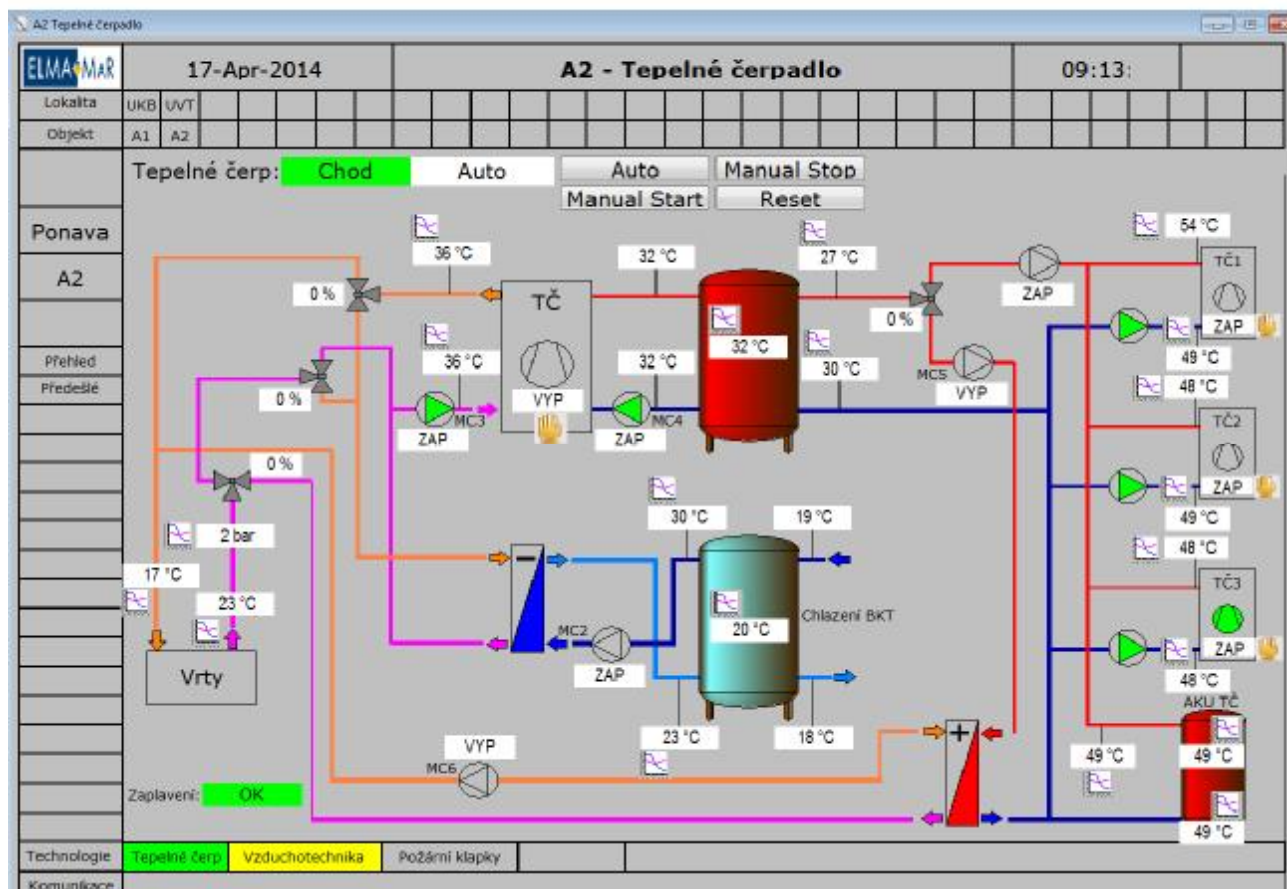 A2 Tepelné čerpadlo
ELMA MAR 17-Apr-2014 A2 - Tepelné čerpadlo 09:13:
Lokalita UKB UVT
Objekt A1 A2
Tepelné čerp: Chod Auto Auto Manual Stop
Manual Start Reset
Ponava
A2
Přehled
Předešlé
36 °C
32 °C
27 °C
54 °C
0 %
TČ
ZAP
TČ1
0 %
ZAP
36 °C
32 °C
32 °C
30 °C
MC5
VYP
49 °C
48 °C
0 %
VYP
MC3
ZAP
MC4
ZAP
TČ2
ZAP
0 %
30 °C
19 °C
49 °C
48 °C
2 bar
17 °C
23 °C
TČ3
ZAP
Vrty
MC2
ZAP
20 °C
Chlazení BKT
48 °C
AKU TČ
23 °C
18 °C
49 °C
49 °C
49 °C
VYP
MC6
Zaplavení: OK
Technologie Tepelné čerp Vzduchotechnika Požární klapky
Komunikace